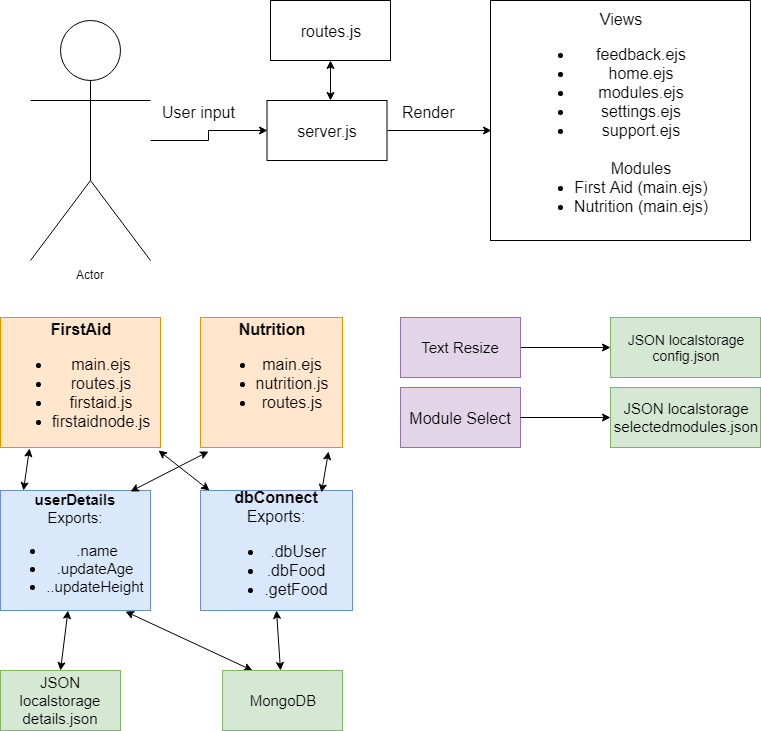 routes.js
User input
server.js
Render
Views
feedback.ejs
home.ejs
modules.ejs
settings.ejs
support.ejs
Modules
First Aid (main.ejs)
Nutrition (main.ejs)
Actor
FirstAid
main.ejs
routes.js
firstaid.js
firstaidnode.js
Nutrition
main.ejs
nutrition.js
routes.js
Text Resize
JSON localstorage
config.json
Module Select
JSON localstorage
selectedmodules.json
userDetails
Exports:
.name
.updateAge
..updateHeight
dbConnect
Exports:
.dbUser
.dbFood
.getFood
JSON
localstorage
details.json
MongoDB